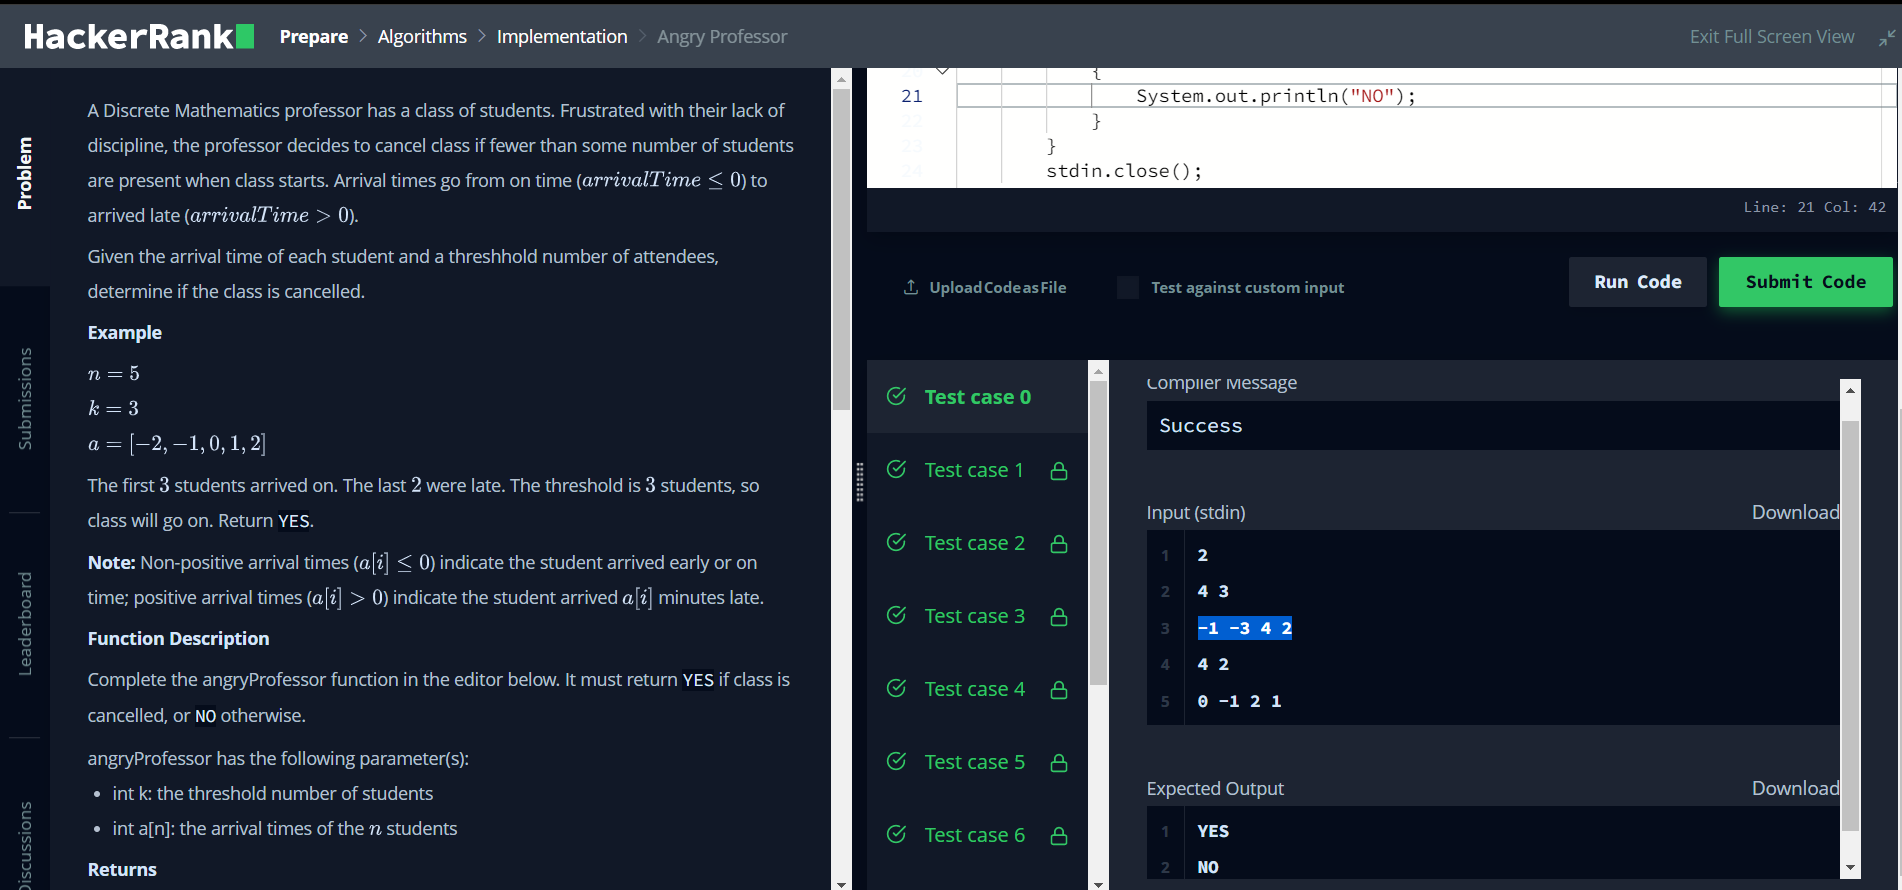 HackerRank
Prepare > Algorithms > Implementation > Angry Professor
Exit Full Screen View
Problem
Submissions
Leaderboard
Discussions
A Discrete Mathematics professor has a class of students. Frustrated with their lack of
discipline, the professor decides to cancel class if fewer than some number of students
are present when class starts. Arrival times go from on time (arrivalTime ≤ 0) to
arrived late (arrivalTime > 0).
Given the arrival time of each student and a threshhold number of attendees,
determine if the class is cancelled.
Example
n = 5
k = 3
a = [−2, −1, 0, 1, 2]
The first 3 students arrived on. The last 2 were late. The threshold is 3 students, so
class will go on. Return YES.
Note: Non-positive arrival times (a[i] ≤ 0) indicate the student arrived early or on
time; positive arrival times (a[i] > 0) indicate the student arrived a[i] minutes late.
Function Description
Complete the angryProfessor function in the editor below. It must return YES if class is
cancelled, or NO otherwise.
angryProfessor has the following parameter(s):
• int k: the threshold number of students
• int a[n]: the arrival times of the n students
Returns
20 {
21 System.out.println("NO");
22 }
23 }
24 stdin.close();
Line: 21 Col: 42
Upload Code as File
Test against custom input
Run Code
Submit Code
Test case 0
Test case 1
Test case 2
Test case 3
Test case 4
Test case 5
Test case 6
Compiler Message
Success
Input (stdin)
Download
1 2
2 4 3
3 -1 -3 4 2
4 4 2
5 0 -1 2 1
Expected Output
Download
1 YES
2 NO